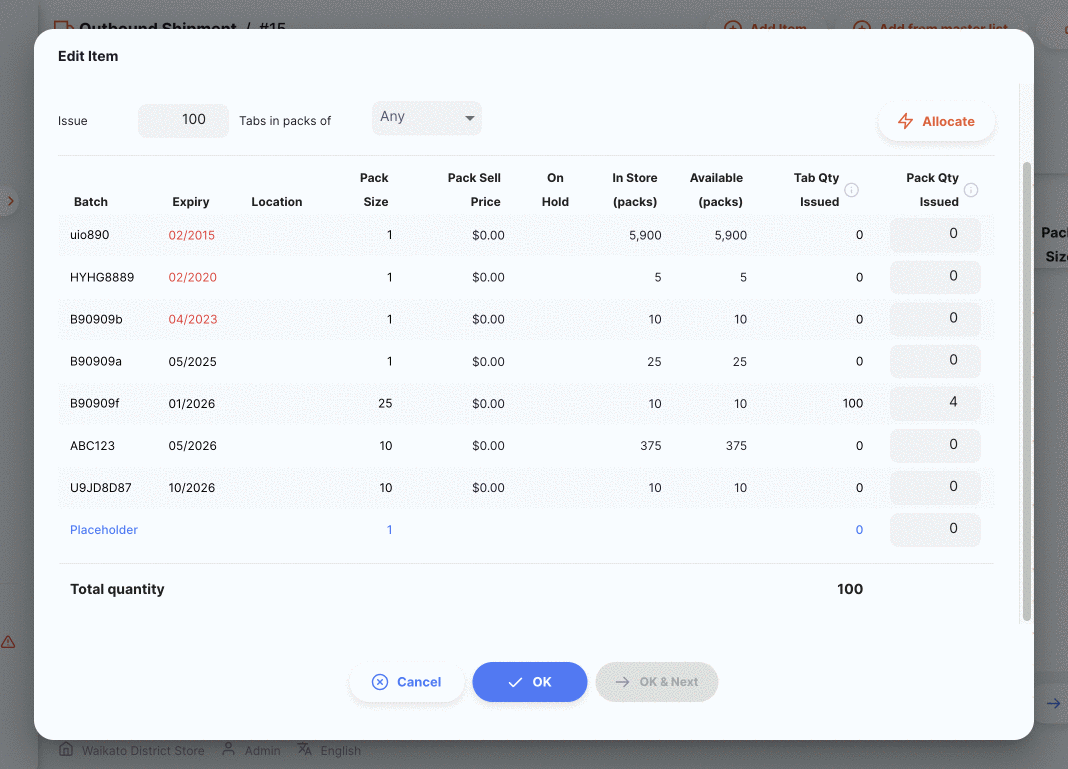 Outbound Shipment / #15
Add Item
Add from master list
Edit Item
Issue 100 Tabs in packs of Any Allocate
Batch Expiry Location Pack Size Pack Sell Price On Hold In Store (packs) Available (packs) Tab Qty Issued Pack Qty Issued
uio890 02/2015 1 $0.00 5,900 5,900 0 0
HYHG8889 02/2020 1 $0.00 5 5 0 0
B90909b 04/2023 1 $0.00 10 10 0 0
B90909a 05/2025 1 $0.00 25 25 0 0
B90909f 01/2026 25 $0.00 10 10 100 4
ABC123 05/2026 10 $0.00 375 375 0 0
U9JD8D87 10/2026 10 $0.00 10 10 0 0
Placeholder 1 0 0
Total quantity 100
Cancel OK OK & Next
Waikato District Store Admin English